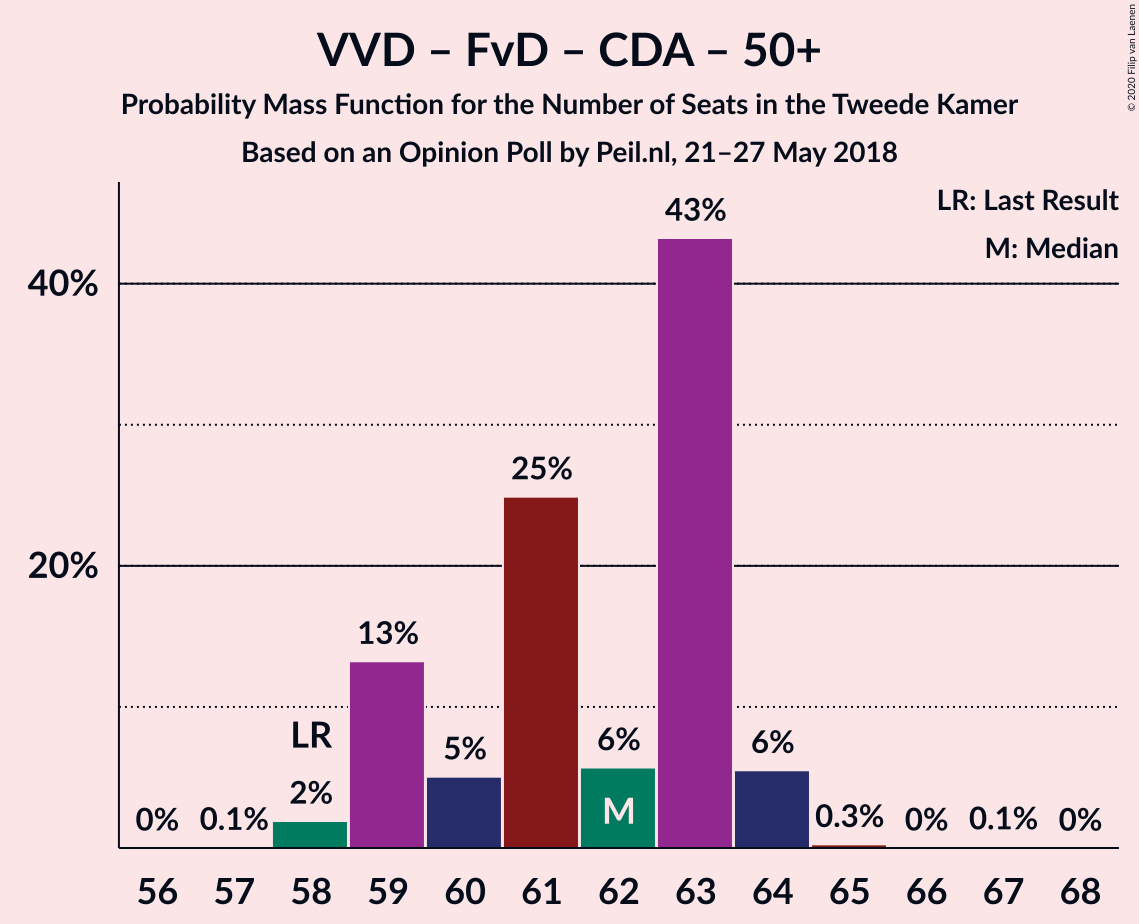 VVD – FvD – CDA – 50+
Probability Mass Function for the Number of Seats in the Tweede Kamer
Based on an Opinion Poll by Peil.nl, 21–27 May 2018
© 2020 Filip van Laenen
LR: Last Result
M: Median
40%
20%
0%
0.1%
LR
2%
13%
5%
25%
6%
M
43%
6%
0.3%
0%
0.1%
0%
56 57 58 59 60 61 62 63 64 65 66 67 68